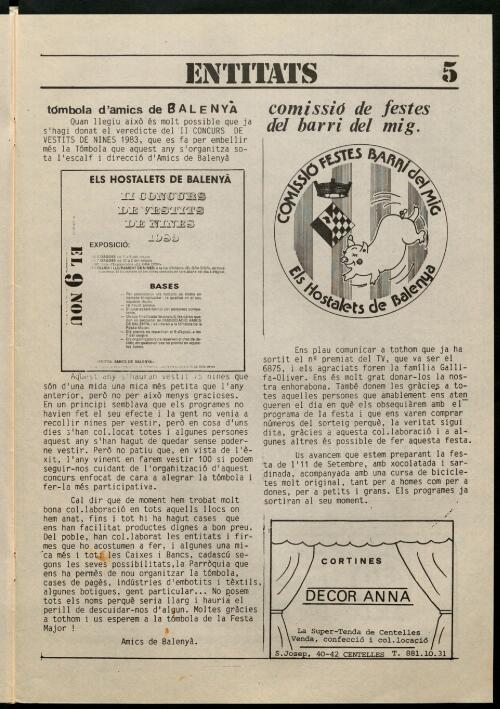 ENTITATS 5
tómbola d'amics de BALENYÀ
Quan llegiu això és molt possible que ja
s'hagi donat el veredicte del II CONCURS DE
VESTITS DE NINES 1983, que es fa per embellir
més la Tómbola que aquest any s'organitza so-
ta l'escalf i direcció d'Amics de Balenyà
ELS HOSTALETS DE BALENYÀ
II CONCURS
DE VESTITS
DE NINES
1983
EXPOSICIÓ:
EL 9 NOU
BASES
Aquest any hi hauran vestit 75 nines que
són d'una mida una mica més petita que l'any
anterior, però no per això menys gracioses.
En un principi semblava que els programes no
havien fet el seu efecte i la gent no venia a
recollir nines per vestir, però en cosa d'uns
dies s'han col.locat totes i algunes persones
aquest any s'han hagut de quedar sense poder-
ne vestir. Però no patiu que, en vista de l'è-
xit, l'any vinent en farem vestir 100 si podem
seguir-nos cuidant de l'organització d'aquest
concurs enfocat de cara a alegrar la tómbola i
fer-la més participativa.
Cal dir que de moment hem trobat molt
bona col.laboració en tots aquells llocs on
hem anat, fins i tot hi ha hagut cases que
ens han facilitat productes dignes a bon preu.
Del poble, han col.laborat les entitats i fir-
mes que ho acostumen a fer, i algunes una mi-
ca més i tot: les Caixes i Bancs, cadascú se-
gons les seves possibilitats, la Parròquia que
ens ha permès de nou organitzar la tómbola,
cases de pagès, indústries d'embotits i tèxtils,
algunes botigues, gent particular... No posem
tots els noms perquè seria llarg i hauria el
perill de descuidar-nos d'algun. Moltes gràcies
a tothom i us esperem a la tómbola de la Festa
Major !
Amics de Balenyà.
comissió de festes
del barri del mig.
COMISSIÓ FESTES BARRI del MIG
Els Hostalets de Balenya
Ens plau comunicar a tothom que ja ha
sortit el nº premiat del TV, que va ser el
6875, i els agraciats foren la família Galli-
fa-Oliver. Ens és molt grat donar-los la nos-
tra enhorabona. També donem les gràcies a to-
tes aquelles persones que amablement ens aten
gueren el dia en què els obsequiàrem amb el
programa de la festa i que ens varen comprar
números del sorteig perquè, la veritat sigui
dita, gràcies a aquesta col.laboració i a al-
gunes altres és possible de fer aquesta festa.
Us avancem que estem preparant la fes-
ta de l'11 de Setembre, amb xocolatada i sar-
dinada, acompanyada amb una cursa de bicicle-
tes molt original, tant per a homes com per a
dones, per a petits i grans. Els programes ja
sortiran al seu moment.
CORTINES
DECOR ANNA
La Super-Tenda de Centelles
Venda, confecció i col.locació
S.Josep, 40-42 CENTELLES T. 881.10.31